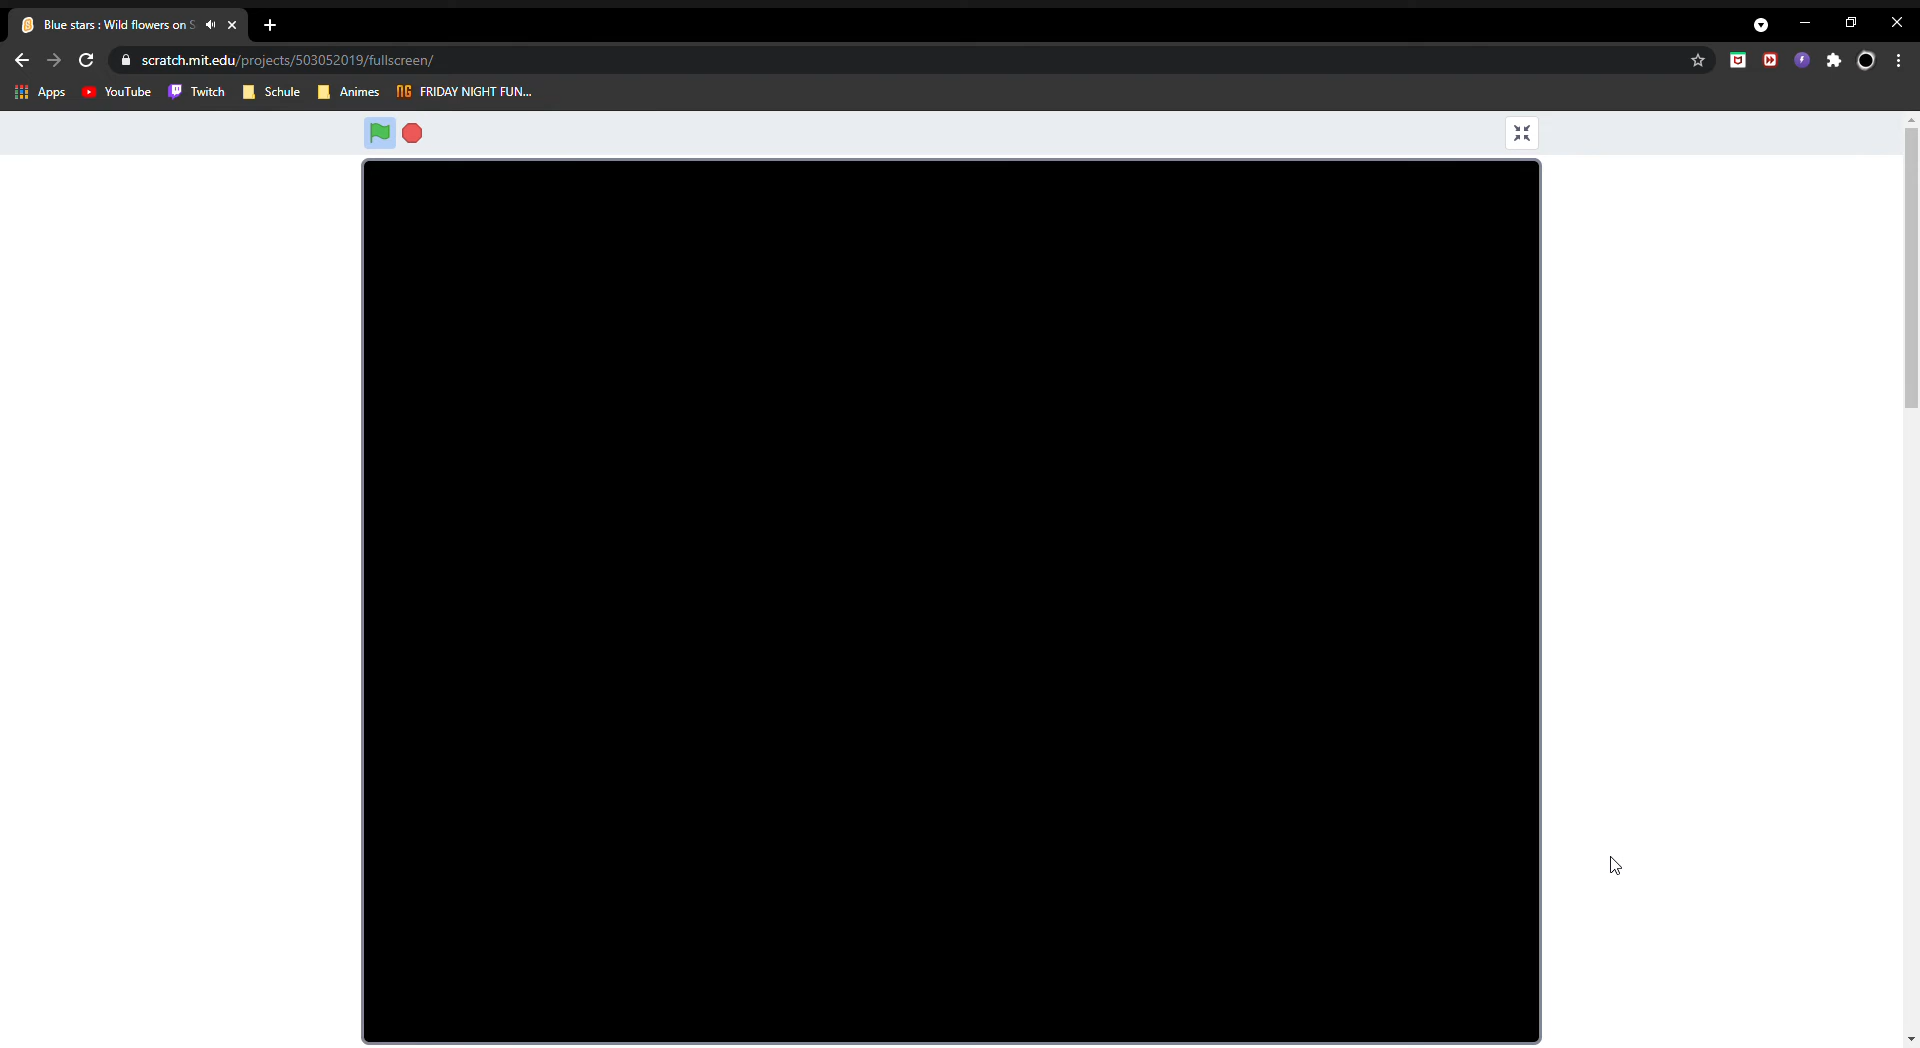 Blue stars : Wild flowers on S
scratch.mit.edu/projects/503052019/fullscreen/
Apps YouTube Twitch Schule Animes FRIDAY NIGHT FUN...